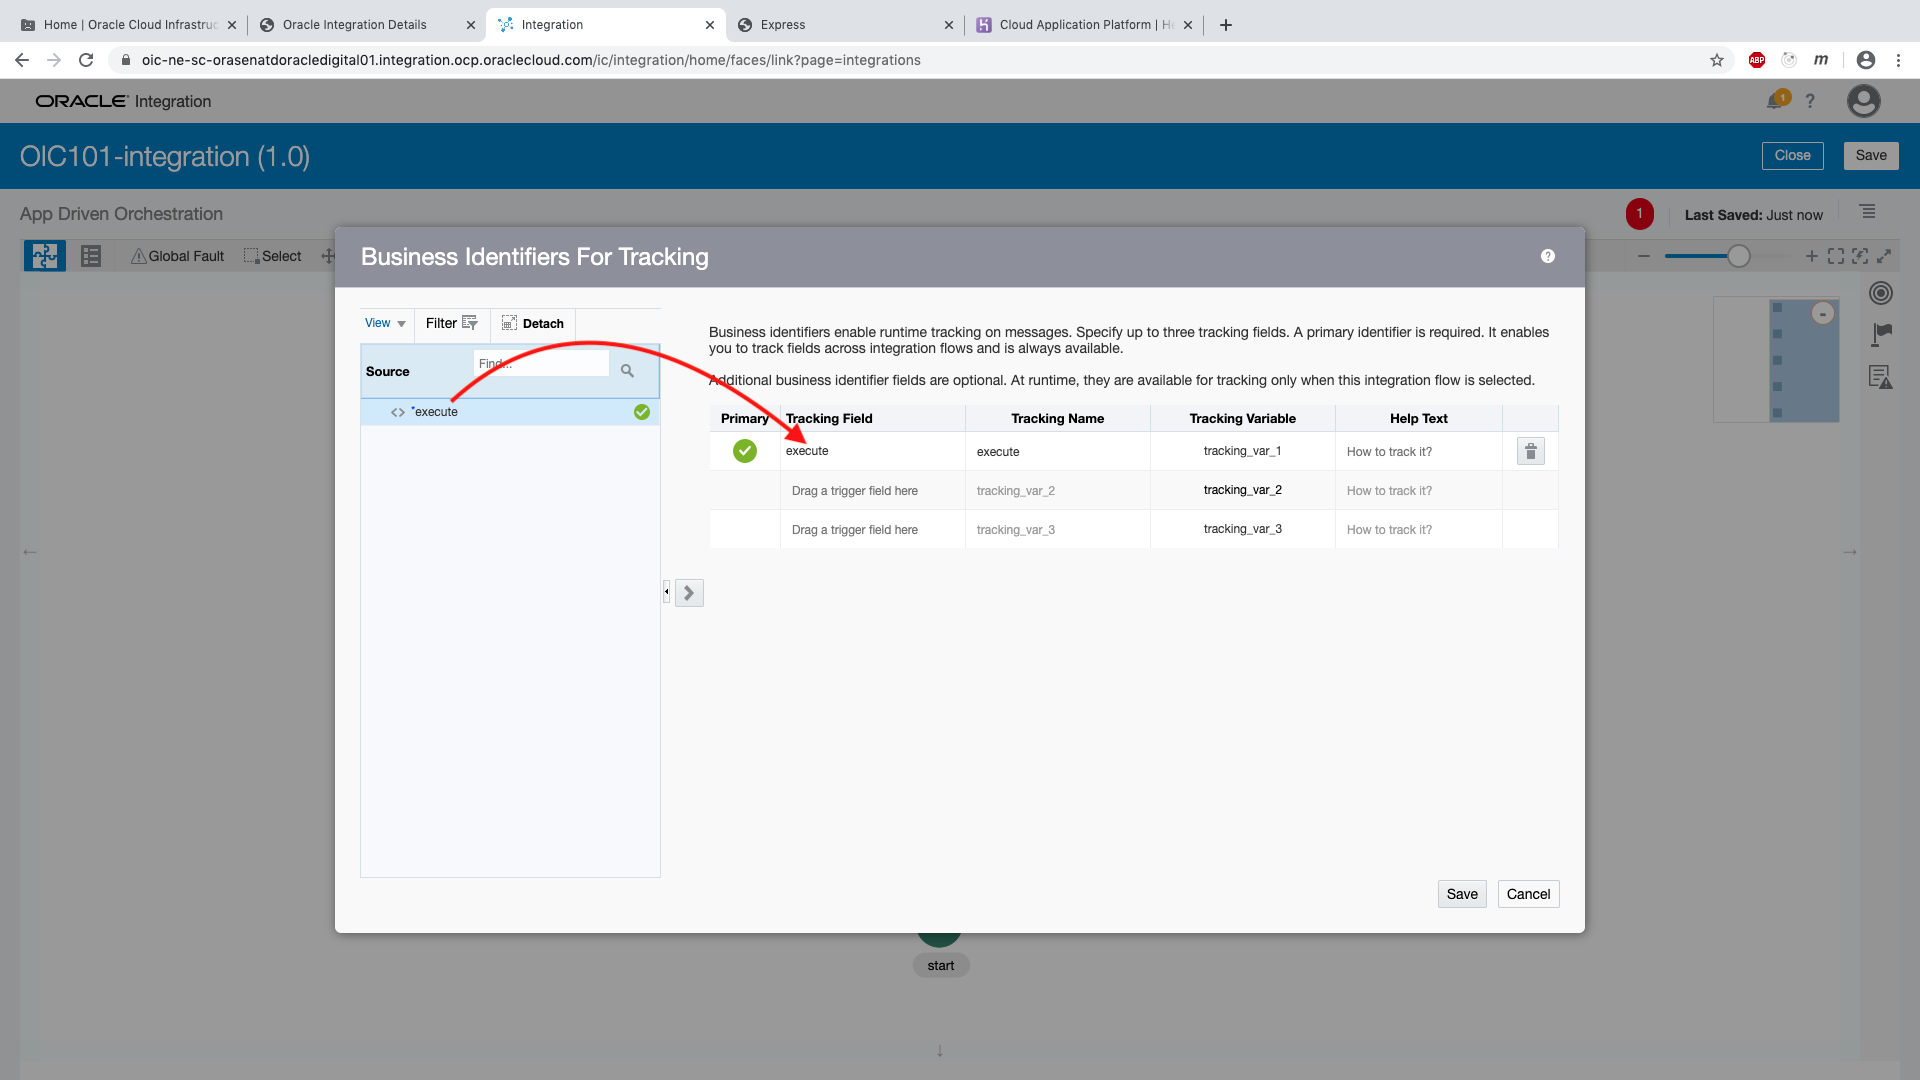 Home | Oracle Cloud Infrastruc
Oracle Integration Details
Integration
Express
Cloud Application Platform | He
oic-ne-sc-orasenatdoracledigital01.integration.ocp.oraclecloud.com/ic/integration/home/faces/link?page=integrations
ABP
m
ORACLE Integration
1
?
OIC101-integration (1.0)
Close
Save
App Driven Orchestration
1
Last Saved: Just now
Global Fault
Select
Business Identifiers For Tracking
?
View
Filter
Detach
Source
Find...
<> *execute
Business identifiers enable runtime tracking on messages. Specify up to three tracking fields. A primary identifier is required. It enables
you to track fields across integration flows and is always available.
Additional business identifier fields are optional. At runtime, they are available for tracking only when this integration flow is selected.
Primary Tracking Field Tracking Name Tracking Variable Help Text
execute execute tracking_var_1 How to track it?
Drag a trigger field here tracking_var_2 tracking_var_2 How to track it?
Drag a trigger field here tracking_var_3 tracking_var_3 How to track it?
Save
Cancel
start